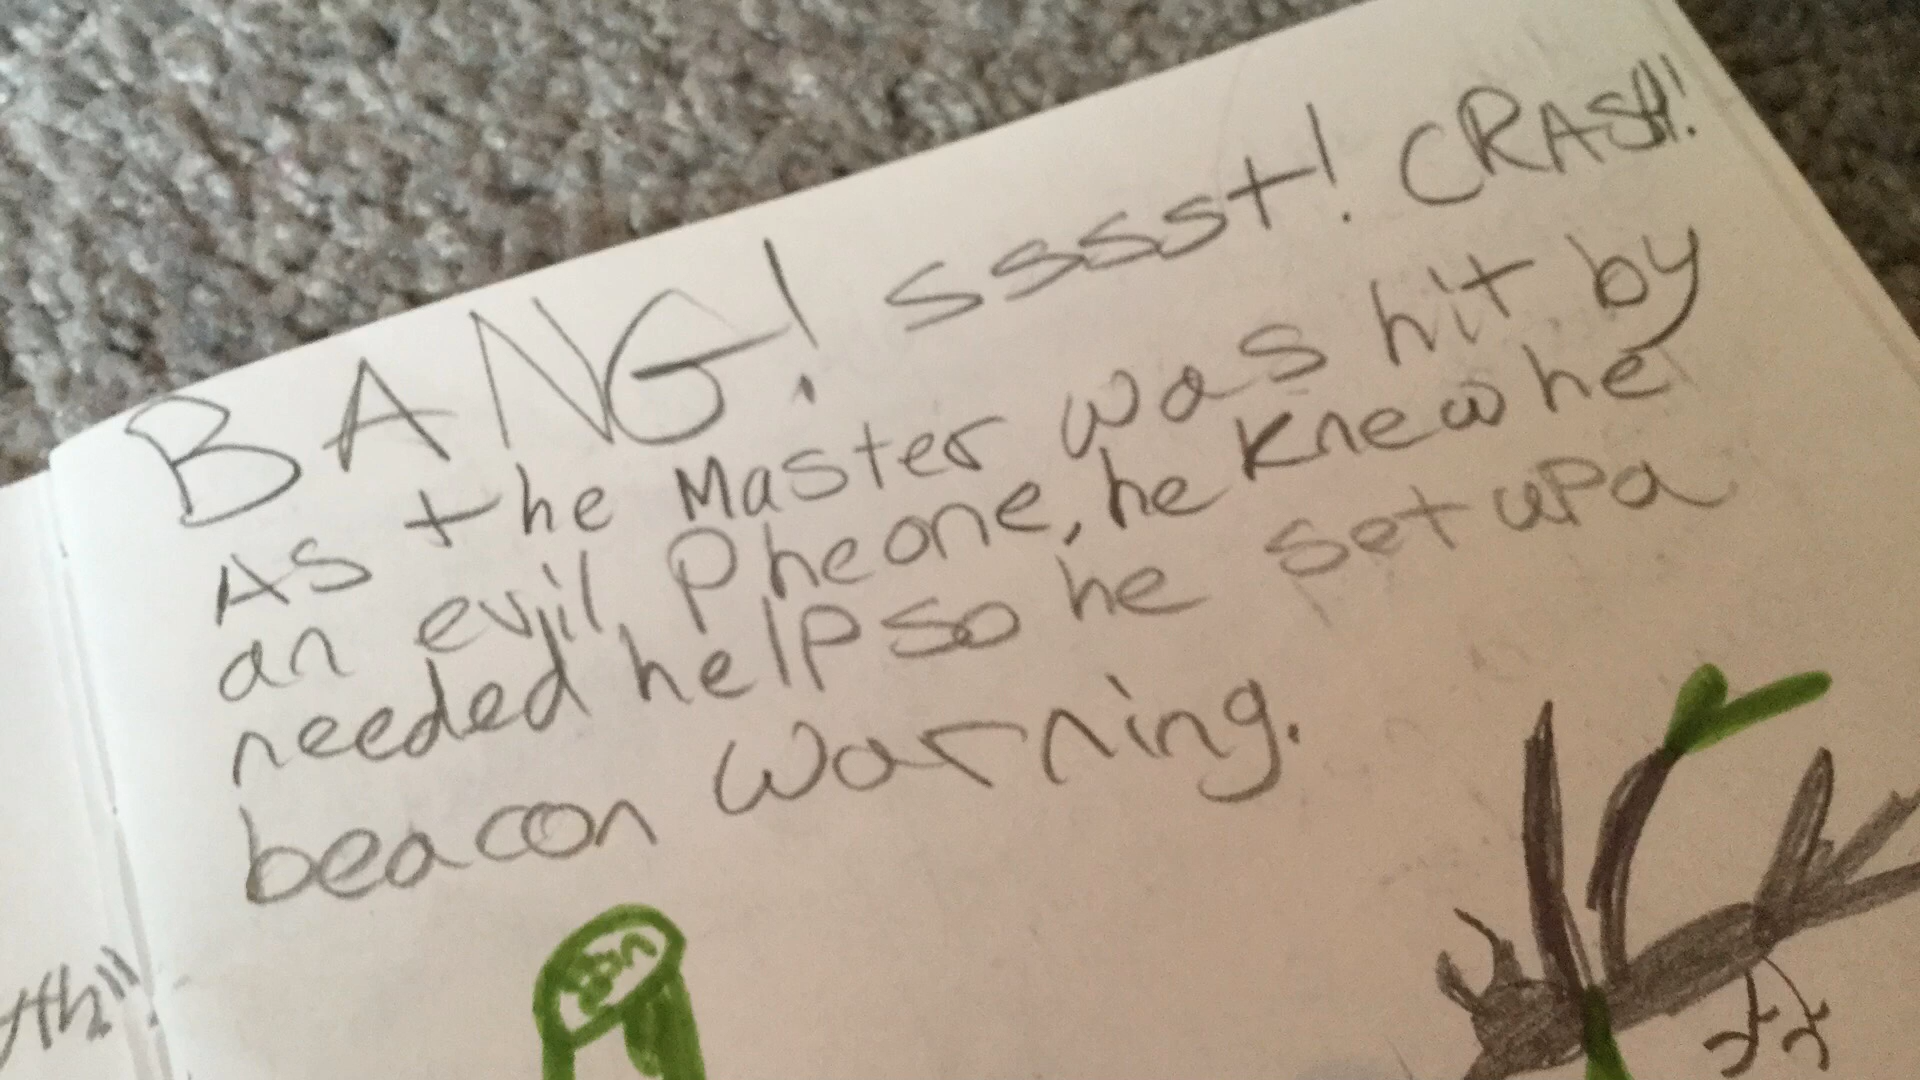 BANG! sssst! CRASH!
As the Master was hit by
an evil Pheone, he knew he
needed help so he set up a
beacon warning.